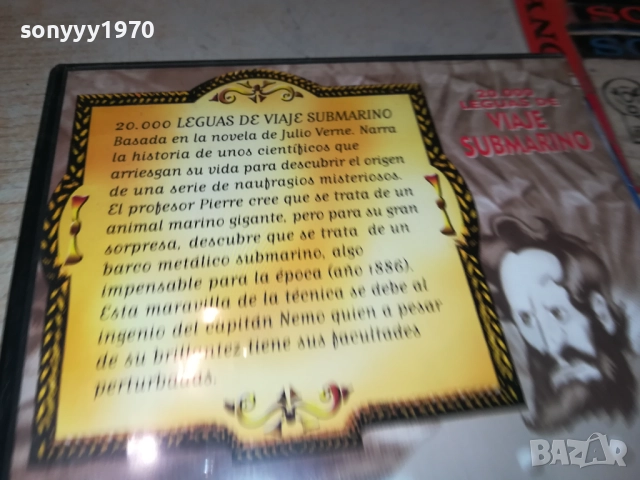 sonyyy1970
20.000 LEGUAS DE VIAJE SUBMARINO
Basada en la novela de Julio Verne. Narra
la historia de unos científicos que
arriesgan su vida para descubrir el origen
de una serie de naufragios misteriosos.
El profesor Pierre cree que se trata de un
animal marino gigante, pero para su gran
sorpresa, descubre que se trata de un
barco metálico submarino, algo
impensable para la época (año 1886).
Esta maravilla de la técnica se debe al
ingenio del capitán Nemo quien a pesar
de su brillantez tiene sus facultades
perturbadas.
20.000
LEGUAS DE
VIAJE
SUBMARINO
BAZAR